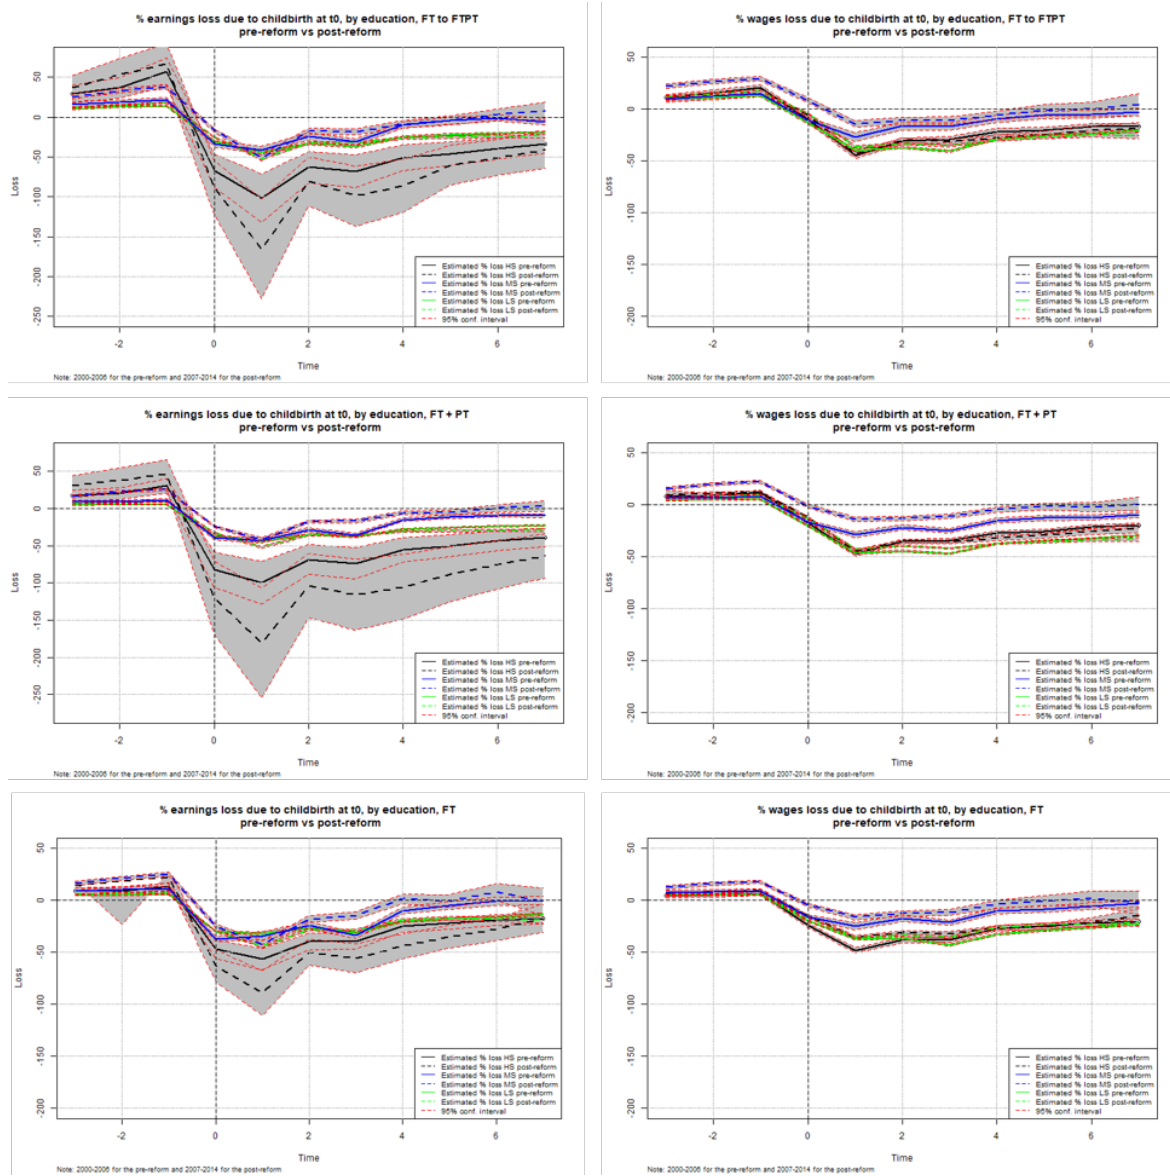 % earnings loss due to childbirth at t0, by education, FT to FTPT
pre-reform vs post-reform
Loss
50
0
-50
-100
-150
-200
-250
-2
0
2
4
6
Time
Estimated % loss HS pre-reform
Estimated % loss HS post-reform
Estimated % loss MS pre-reform
Estimated % loss MS post-reform
Estimated % loss LS pre-reform
Estimated % loss LS post-reform
95% conf. interval
Note: 2000-2006 for the pre-reform and 2007-2014 for the post-reform
% wages loss due to childbirth at t0, by education, FT to FTPT
pre-reform vs post-reform
Loss
50
0
-50
-100
-150
-200
-2
0
2
4
6
Time
Estimated % loss HS pre-reform
Estimated % loss HS post-reform
Estimated % loss MS pre-reform
Estimated % loss MS post-reform
Estimated % loss LS pre-reform
Estimated % loss LS post-reform
95% conf. interval
Note: 2000-2006 for the pre-reform and 2007-2014 for the post-reform
% earnings loss due to childbirth at t0, by education, FT + PT
pre-reform vs post-reform
Loss
50
0
-50
-100
-150
-200
-250
-2
0
2
4
6
Time
Estimated % loss HS pre-reform
Estimated % loss HS post-reform
Estimated % loss MS pre-reform
Estimated % loss MS post-reform
Estimated % loss LS pre-reform
Estimated % loss LS post-reform
95% conf. interval
Note: 2000-2006 for the pre-reform and 2007-2014 for the post-reform
% wages loss due to childbirth at t0, by education, FT + PT
pre-reform vs post-reform
Loss
50
0
-50
-100
-150
-200
-2
0
2
4
6
Time
Estimated % loss HS pre-reform
Estimated % loss HS post-reform
Estimated % loss MS pre-reform
Estimated % loss MS post-reform
Estimated % loss LS pre-reform
Estimated % loss LS post-reform
95% conf. interval
Note: 2000-2006 for the pre-reform and 2007-2014 for the post-reform
% earnings loss due to childbirth at t0, by education, FT
pre-reform vs post-reform
Loss
50
0
-50
-100
-150
-200
-2
0
2
4
6
Time
Estimated % loss HS pre-reform
Estimated % loss HS post-reform
Estimated % loss MS pre-reform
Estimated % loss MS post-reform
Estimated % loss LS pre-reform
Estimated % loss LS post-reform
95% conf. interval
Note: 2000-2006 for the pre-reform and 2007-2014 for the post-reform
% wages loss due to childbirth at t0, by education, FT
pre-reform vs post-reform
Loss
50
0
-50
-100
-150
-200
-2
0
2
4
6
Time
Estimated % loss HS pre-reform
Estimated % loss HS post-reform
Estimated % loss MS pre-reform
Estimated % loss MS post-reform
Estimated % loss LS pre-reform
Estimated % loss LS post-reform
95% conf. interval
Note: 2000-2006 for the pre-reform and 2007-2014 for the post-reform